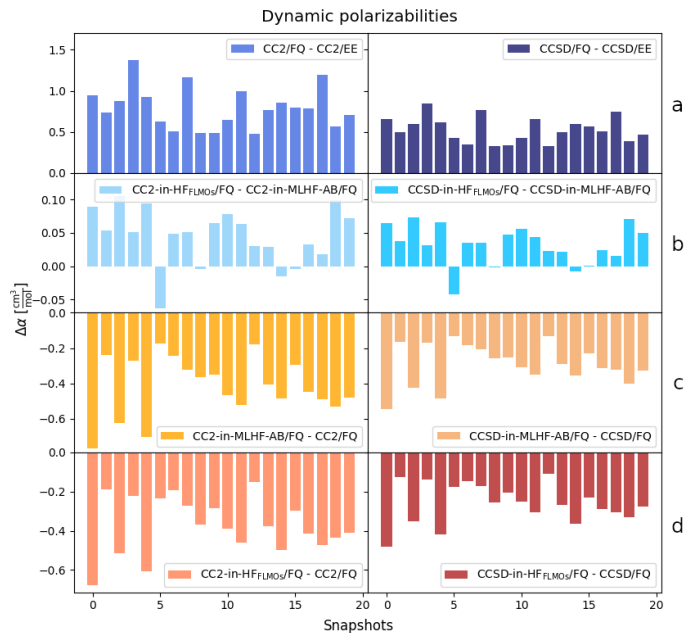 Dynamic polarizabilities
CC2/FQ - CC2/EE
CCSD/FQ - CCSD/EE
1.5
1.0
0.5
0.0
a
CC2-in-HF_FLMOs/FQ - CC2-in-MLHF-AB/FQ
CCSD-in-HF_FLMOs/FQ - CCSD-in-MLHF-AB/FQ
0.10
0.05
0.00
−0.05
b
Δα [cm³/mol]
0.0
−0.2
−0.4
−0.6
CC2-in-MLHF-AB/FQ - CC2/FQ
CCSD-in-MLHF-AB/FQ - CCSD/FQ
c
0.0
−0.2
−0.4
−0.6
CC2-in-HF_FLMOs/FQ - CC2/FQ
CCSD-in-HF_FLMOs/FQ - CCSD/FQ
d
0 5 10 15 20 0 5 10 15 20
Snapshots Snapshots